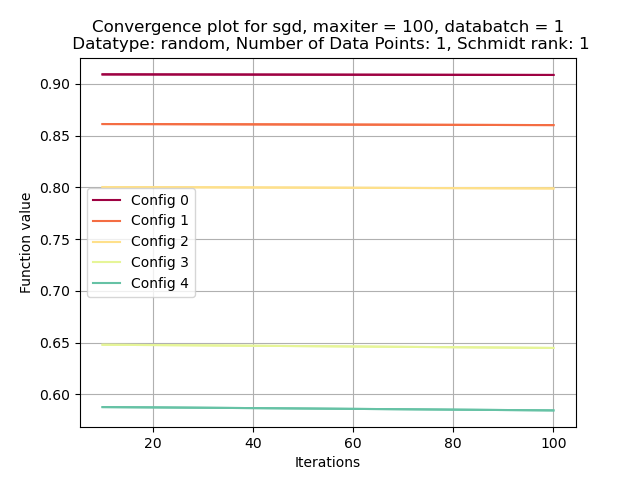 Convergence plot for sgd, maxiter = 100, databatch = 1
Datatype: random, Number of Data Points: 1, Schmidt rank: 1
0.90
0.85
0.80
0.75
0.70
0.65
0.60
Function value
Config 0
Config 1
Config 2
Config 3
Config 4
20
40
60
80
100
Iterations